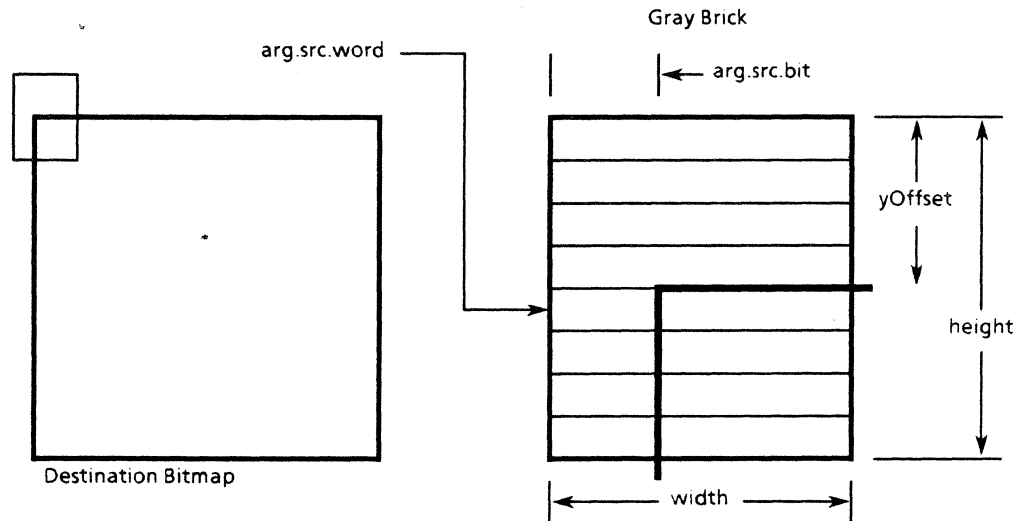 Gray Brick
arg.src.word
arg.src.bit
yOffset
height
Destination Bitmap
width